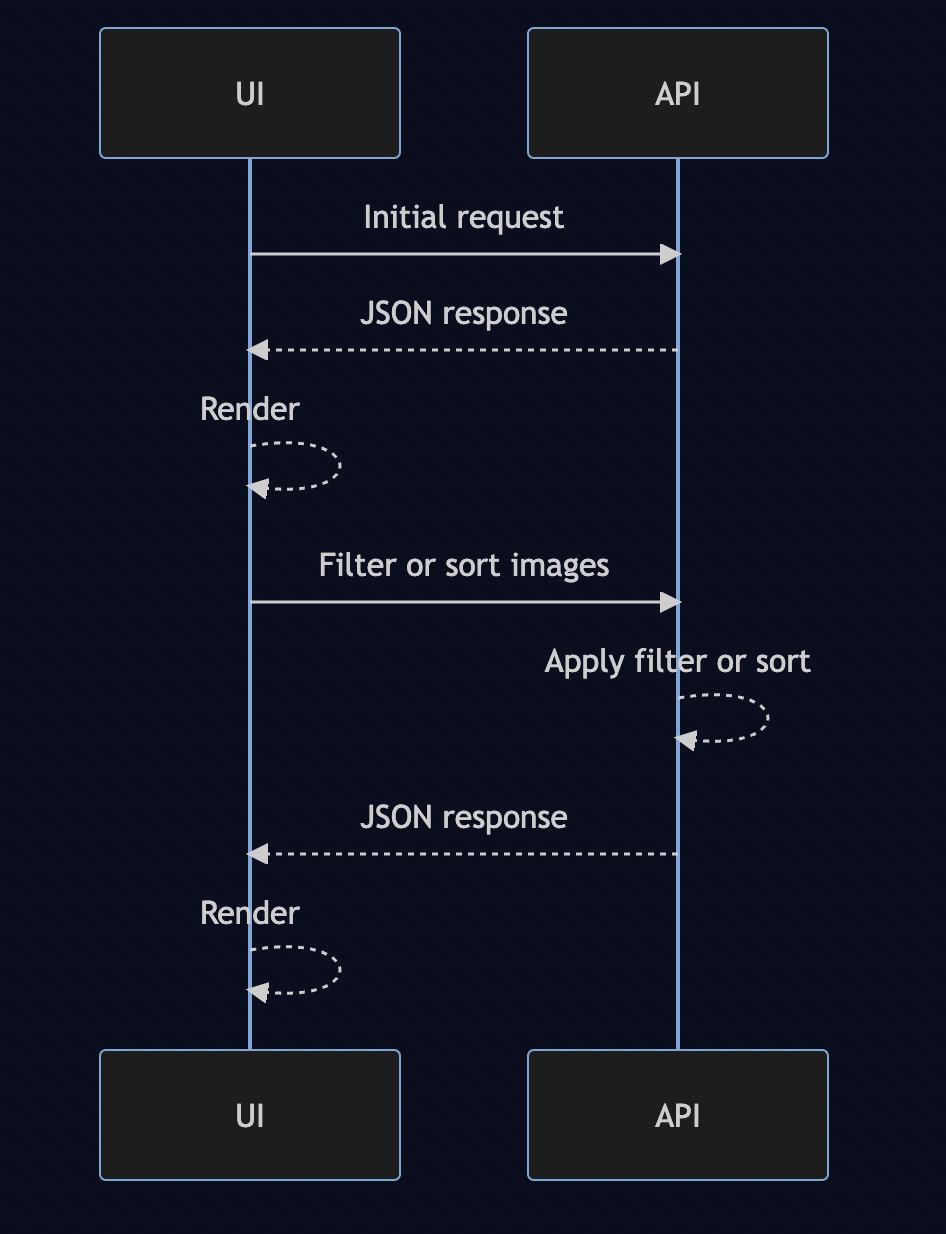 UI
API
Initial request
JSON response
Render
Filter or sort images
Apply filter or sort
JSON response
Render
UI
API